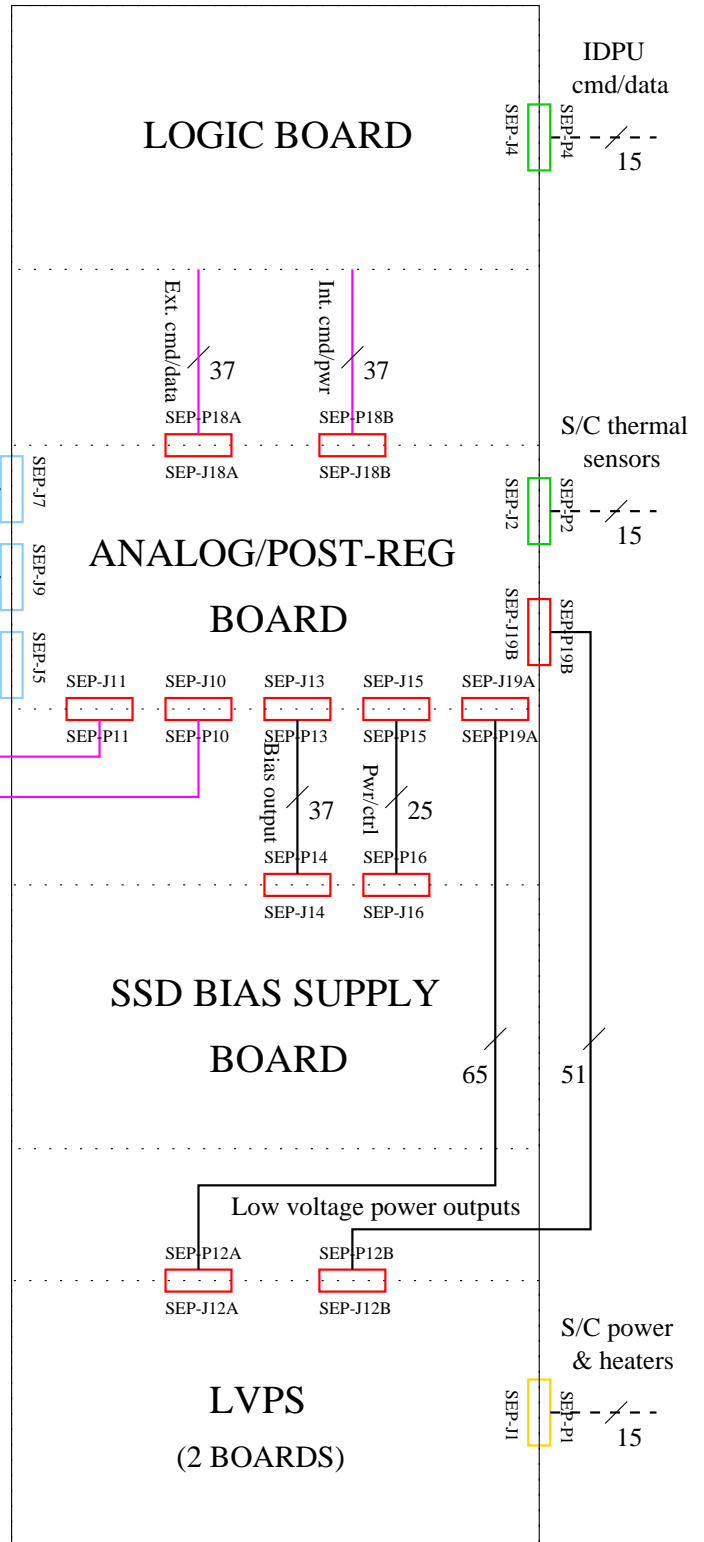 IDPU
cmd/data
LOGIC BOARD
SEP-J4
SEP-P4
15
Ext. cmd/data
37
Int. cmd/pwr
37
SEP-P18A
SEP-P18B
SEP-J18A
SEP-J18B
S/C thermal
sensors
SEP-J7
SEP-J2
SEP-P2
15
ANALOG/POST-REG
BOARD
SEP-J9
SEP-J5
SEP-J19B
SEP-P19B
SEP-J11
SEP-J10
SEP-J13
SEP-J15
SEP-J19A
SEP-P11
SEP-P10
SEP-P13
SEP-P15
SEP-P19A
Bias output
37
Pwr/ctrl
25
SEP-P14
SEP-P16
SEP-J14
SEP-J16
SSD BIAS SUPPLY
BOARD
65
51
Low voltage power outputs
SEP-P12A
SEP-P12B
SEP-J12A
SEP-J12B
S/C power
& heaters
LVPS
(2 BOARDS)
SEP-J1
SEP-P1
15